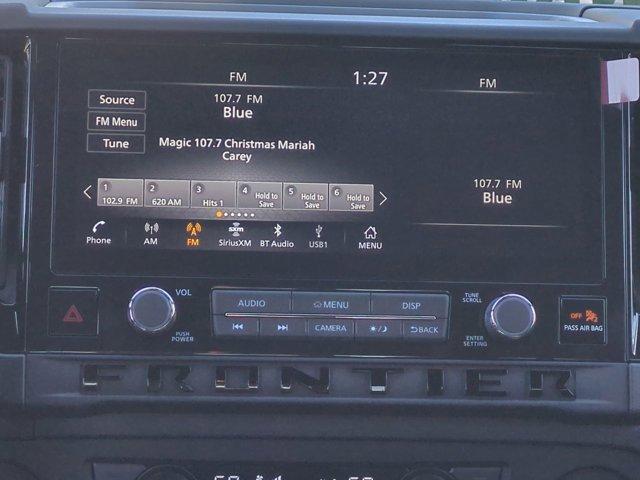 FM 1:27 FM
Source 107.7 FM
Blue
FM Menu
Tune Magic 107.7 Christmas Mariah
Carey
107.7 FM
Blue
1 2 3 4 5 6
102.9 FM 620 AM Hits 1 Hold to Save Hold to Save Hold to Save
Phone AM FM sxm SiriusXM BT Audio USB1 MENU
VOL AUDIO MENU DISP TUNE SCROLL
PUSH POWER CAMERA BACK ENTER SETTING
OFF 2
PASS AIR BAG
FRONTIER